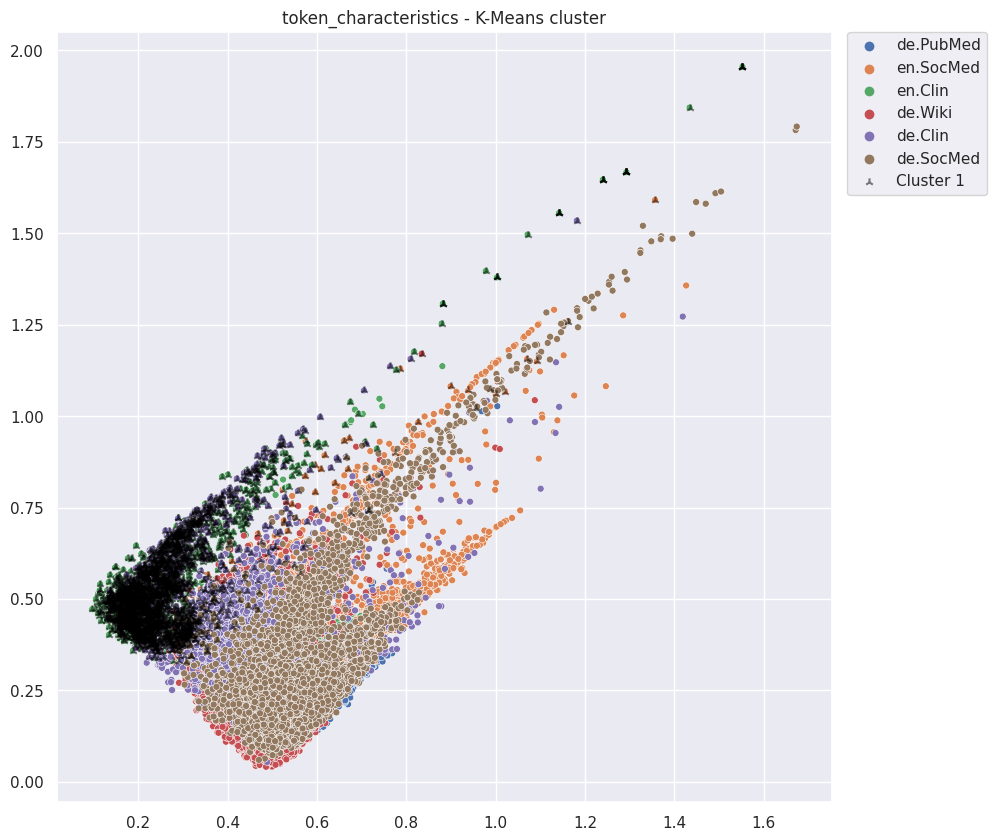 token_characteristics - K-Means cluster
2.00
1.75
1.50
1.25
1.00
0.75
0.50
0.25
0.00
0.2 0.4 0.6 0.8 1.0 1.2 1.4 1.6
de.PubMed
en.SocMed
en.Clin
de.Wiki
de.Clin
de.SocMed
Cluster 1